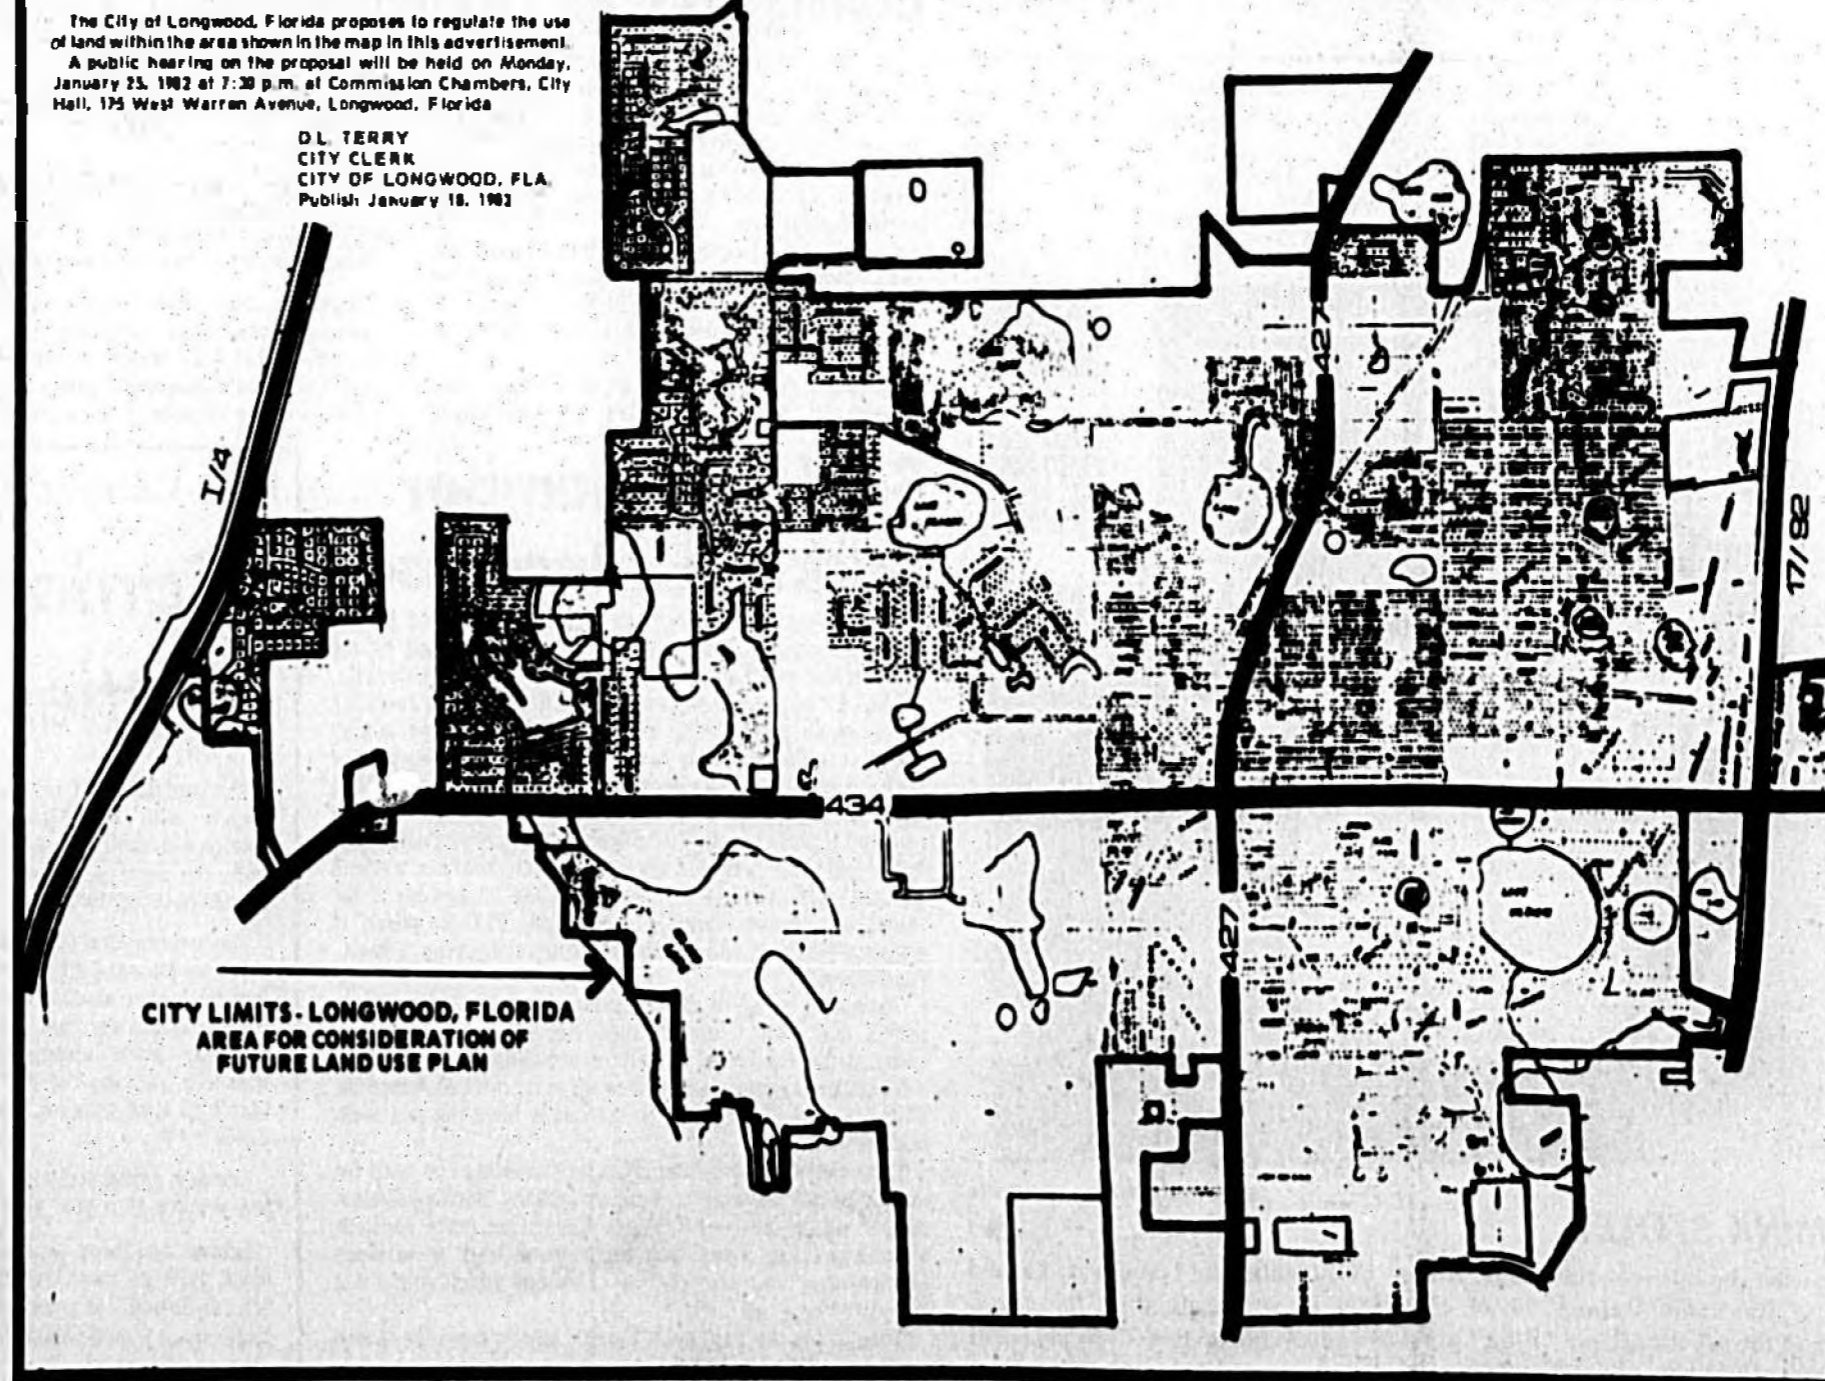 The City of Longwood, Florida proposes to regulate the use
of land within the area shown in the map in this advertisement.
A public hearing on the proposal will be held on Monday,
January 25, 1982 at 7:30 p.m. at Commission Chambers, City
Hall, 175 West Warren Avenue, Longwood, Florida
D.L. TERRY
CITY CLERK
CITY OF LONGWOOD, FLA.
Publish January 18, 1982
I/4
427
17/92
434
427
CITY LIMITS - LONGWOOD, FLORIDA
AREA FOR CONSIDERATION OF
FUTURE LAND USE PLAN